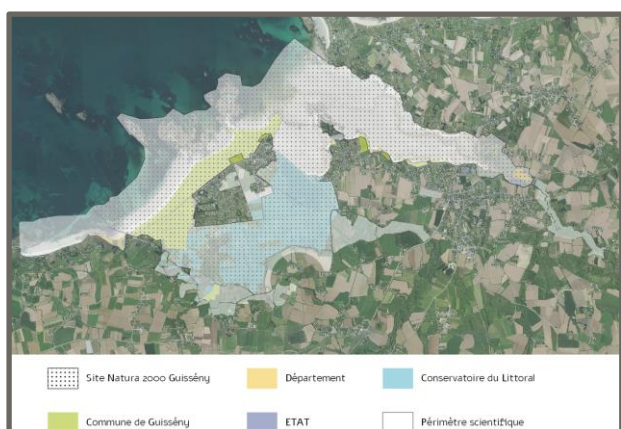 Site Natura 2000 Guissény
Département
Conservatoire du Littoral
Commune de Guissény
ETAT
Périmètre scientifique